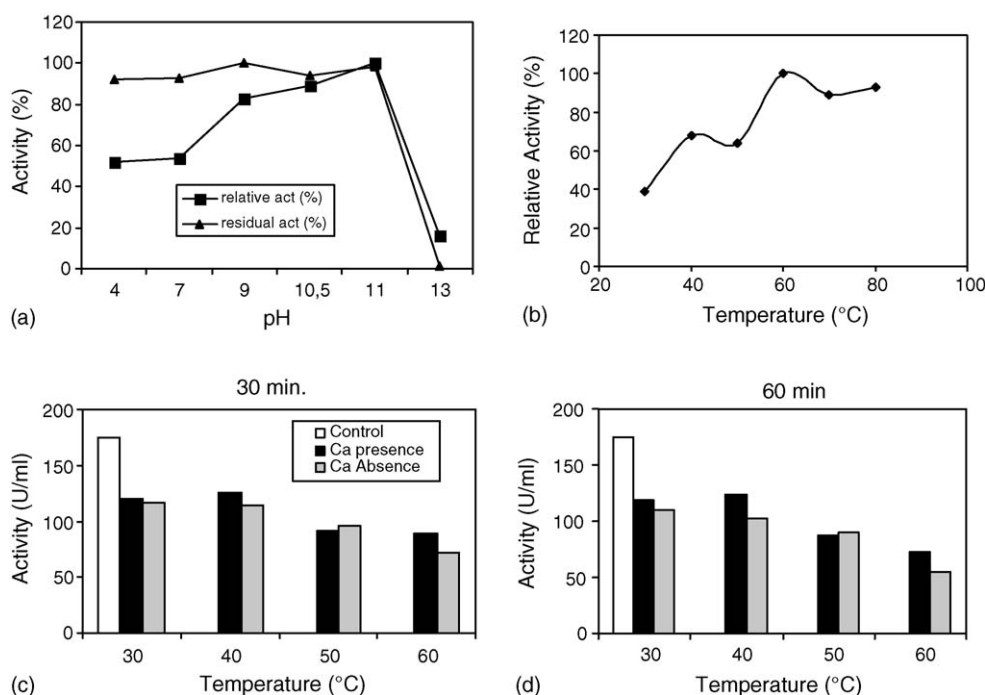 120
100
80
60
40
20
0
Activity (%)
relative act (%)
residual act (%)
4 7 9 10,5 11 13
pH
(a)
120
100
80
60
40
20
0
Relative Activity (%)
20 40 60 80 100
Temperature (°C)
(b)
30 min.
200
150
100
50
0
Activity (U/ml)
Control
Ca presence
Ca Absence
30 40 50 60
Temperature (°C)
(c)
60 min
200
150
100
50
0
Activity (U/ml)
30 40 50 60
Temperature (°C)
(d)